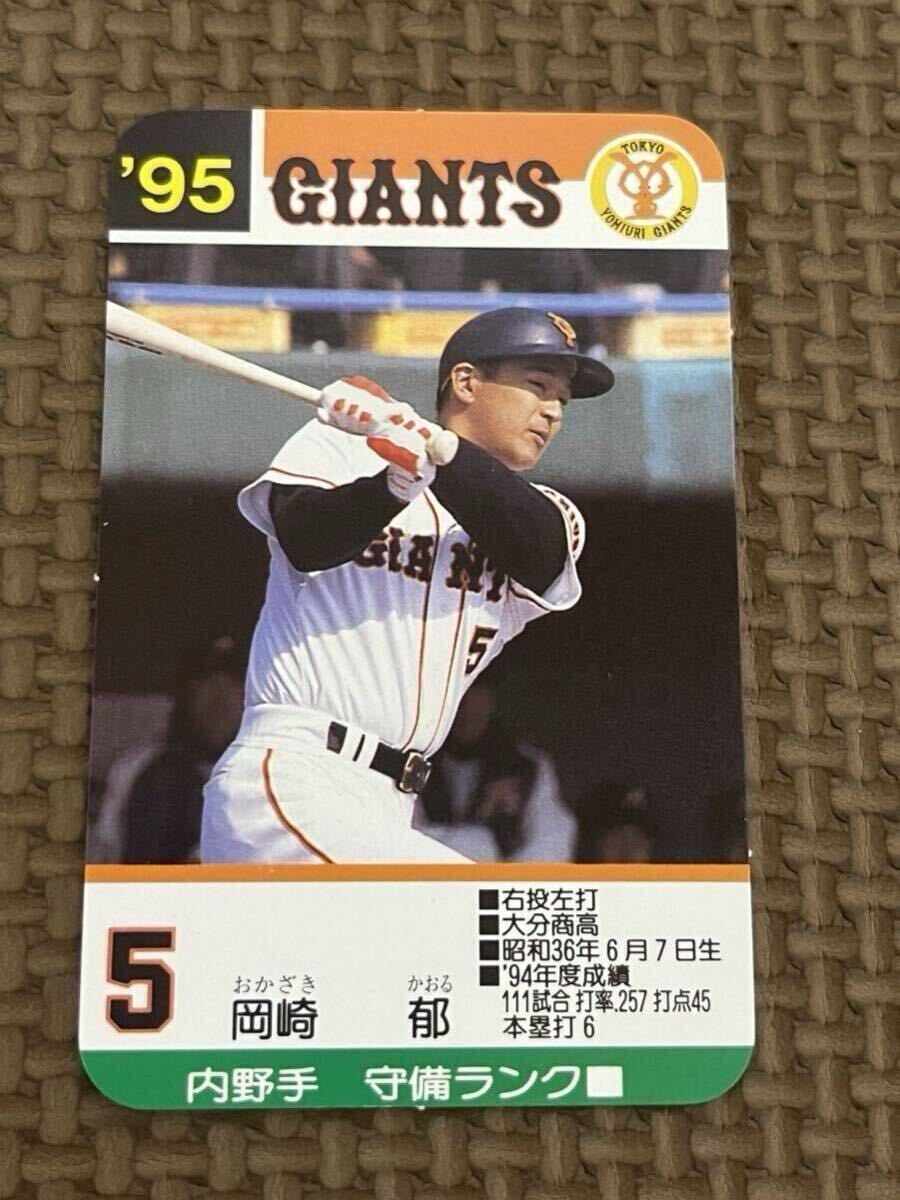 '95
GIANTS
TOKYO
YOMIURI GIANTS
GIANT
5
5
おかざき かおる
岡崎 郁
■右投左打
■大分商高
■昭和36年6月7日生
■'94年度成績
111試合 打率.257 打点45
本塁打6
内野手 守備ランク■